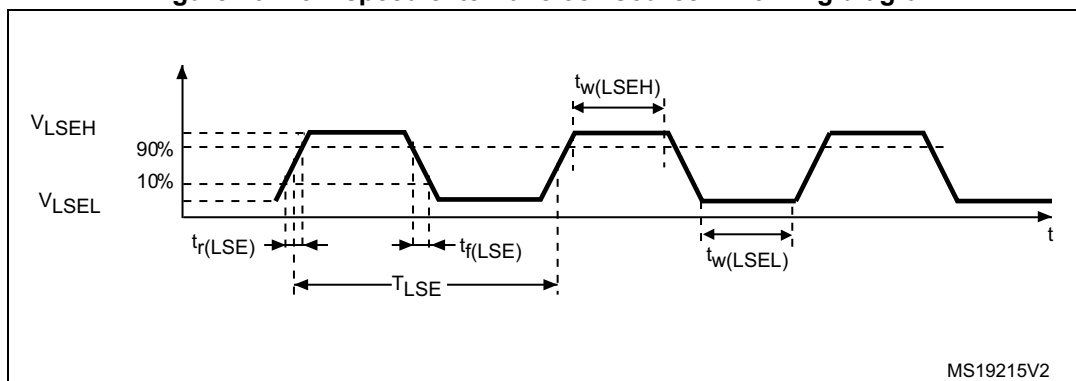 tw(LSEH)
VLSEH
90%
10%
VLSEL
tr(LSE)
tf(LSE)
tw(LSEL)
t
TLSE
MS19215V2